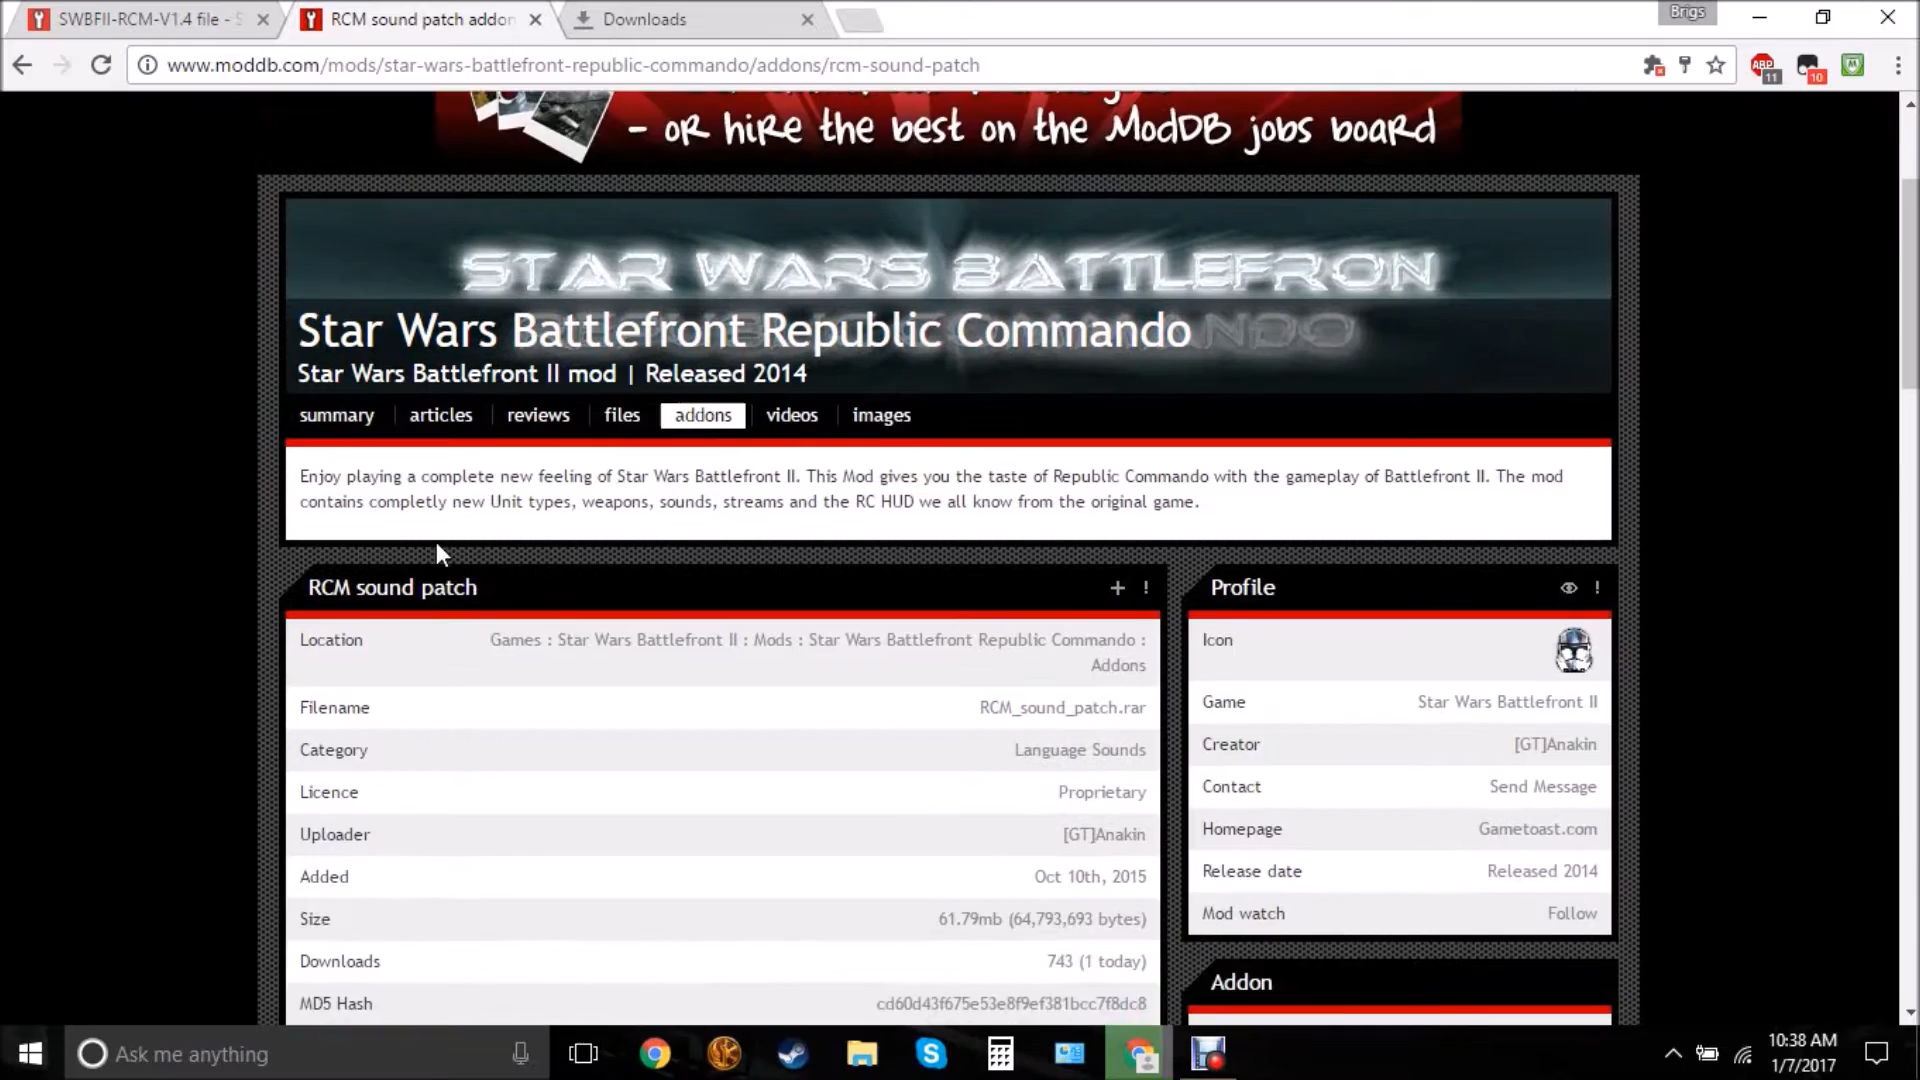 SWBFII-RCM-V1.4 file - S
RCM sound patch addon
Downloads
Brigs
www.moddb.com/mods/star-wars-battlefront-republic-commando/addons/rcm-sound-patch
ABP
11
10
- or hire the best on the ModDB jobs board
STAR WARS BATTLEFRON
Star Wars Battlefront Republic Commando
Star Wars Battlefront II mod | Released 2014
summary
articles
reviews
files
addons
videos
images
Enjoy playing a complete new feeling of Star Wars Battlefront II. This Mod gives you the taste of Republic Commando with the gameplay of Battlefront II. The mod
contains completly new Unit types, weapons, sounds, streams and the RC HUD we all know from the original game.
RCM sound patch
Location
Games : Star Wars Battlefront II : Mods : Star Wars Battlefront Republic Commando :
Addons
Filename
RCM_sound_patch.rar
Category
Language Sounds
Licence
Proprietary
Uploader
[GT]Anakin
Added
Oct 10th, 2015
Size
61.79mb (64,793,693 bytes)
Downloads
743 (1 today)
MD5 Hash
cd60d43f675e53e8f9ef381bcc7f8dc8
Profile
Icon
Game
Star Wars Battlefront II
Creator
[GT]Anakin
Contact
Send Message
Homepage
Gametoast.com
Release date
Released 2014
Mod watch
Follow
Addon
Ask me anything
10:38 AM
1/7/2017